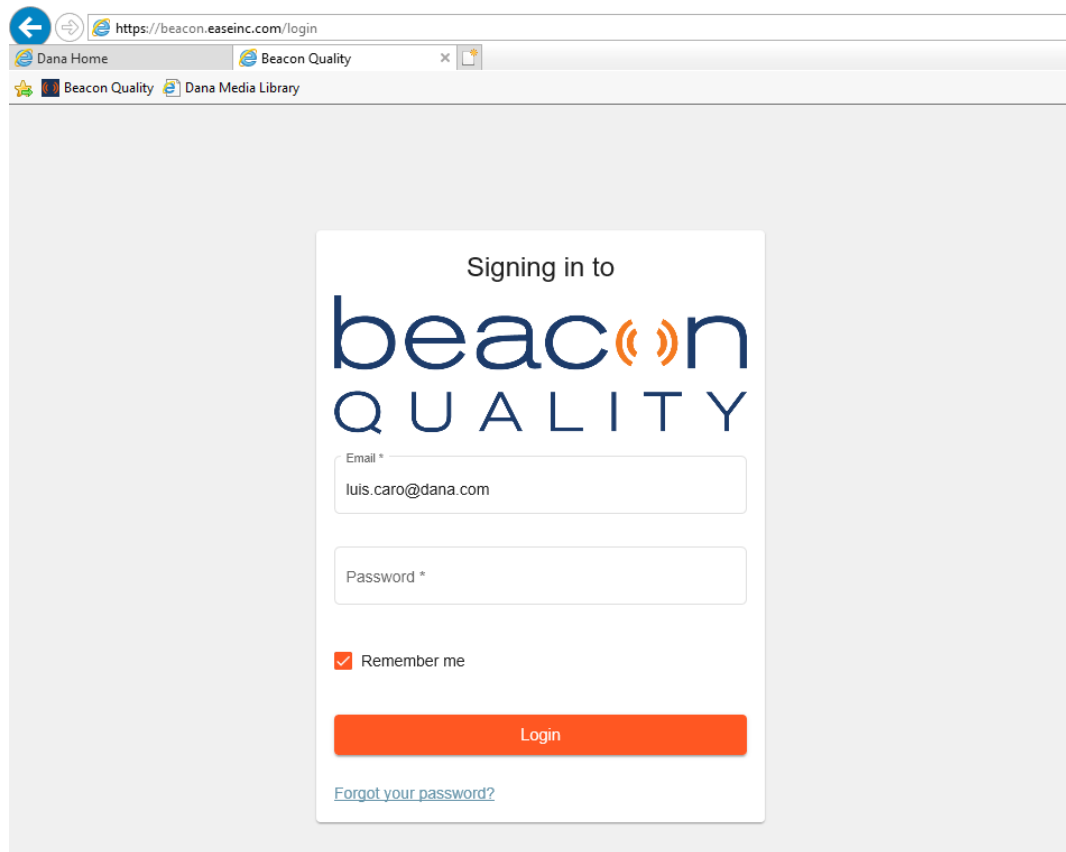 https://beacon.easeinc.com/login
Dana Home Beacon Quality
Beacon Quality Dana Media Library
Signing in to
beacon
QUALITY
Email *
luis.caro@dana.com
Password *
Remember me
Login
Forgot your password?